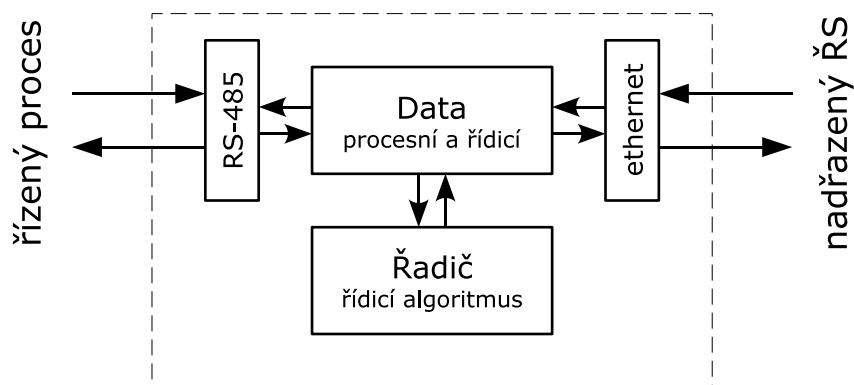 řízený proces
RS-485
Data
procesní a řídicí
Řadič
řídicí algoritmus
ethernet
nadřazený ŘS